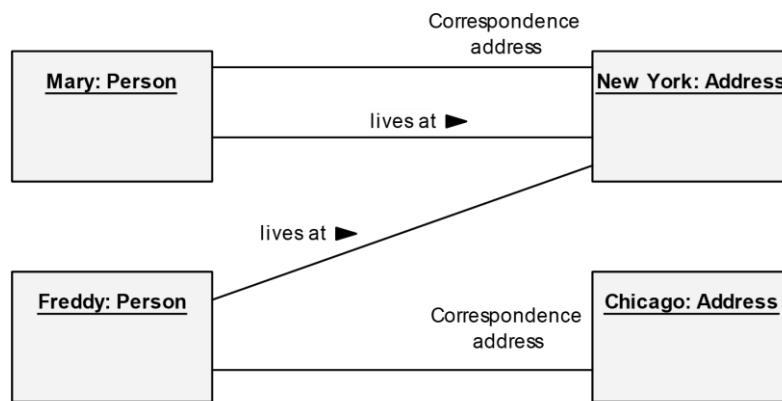 Correspondence
address
Mary: Person
New York: Address
lives at
lives at
Freddy: Person
Chicago: Address
Correspondence
address